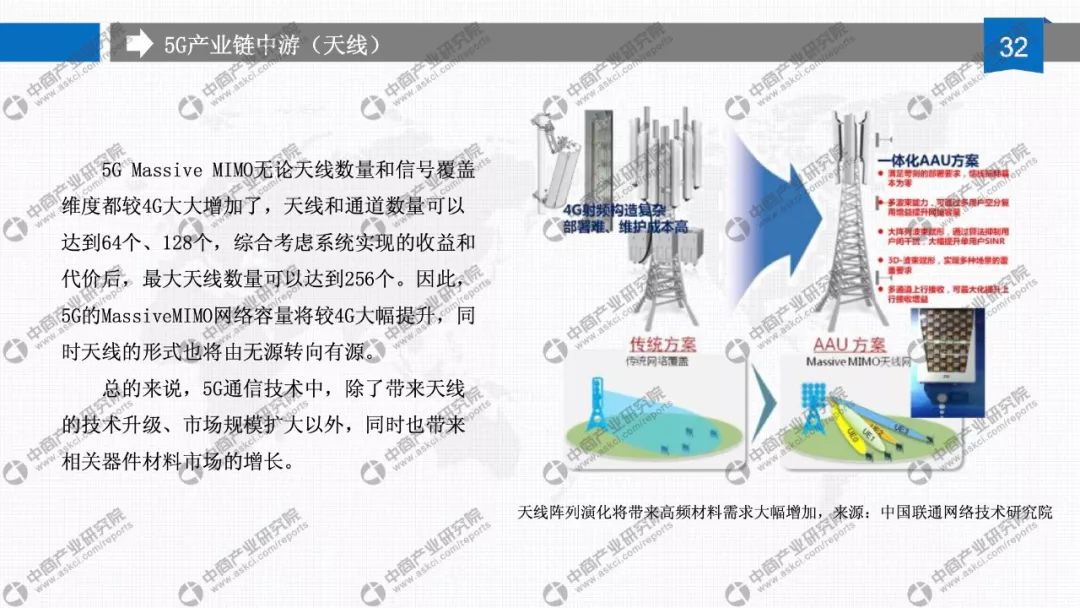 5G产业链中游（天线）
32
5G Massive MIMO无论天线数量和信号覆盖
维度都较4G大大增加了，天线和通道数量可以
达到64个、128个，综合考虑系统实现的收益和
代价后，最大天线数量可以达到256个。因此，
5G的MassiveMIMO网络容量将较4G大幅提升，同
时天线的形式也将由无源转向有源。
总的来说，5G通信技术中，除了带来天线
的技术升级、市场规模扩大以外，同时也带来
相关器件材料市场的增长。
4G射频构造复杂
部署难、维护成本高
一体化AAU方案
满足苛刻的部署要求，馈线损耗基
本为零
多波束能力，可通过多用户空分复
用增益提升网络容量
大阵列波束赋形，通过算法抑制用
户间干扰，大幅提升单用户SINR
3D-波束赋形，实现多种场景的覆
盖要求
多通道上行接收，可最大化提升上
行接收增益
传统方案
AAU 方案
传统网络覆盖
Massive MIMO天线网
UE0
UE1
UE2
UE3
天线阵列演化将带来高频材料需求大幅增加，来源：中国联通网络技术研究院
中商产业研究院
www.askci.com/reports